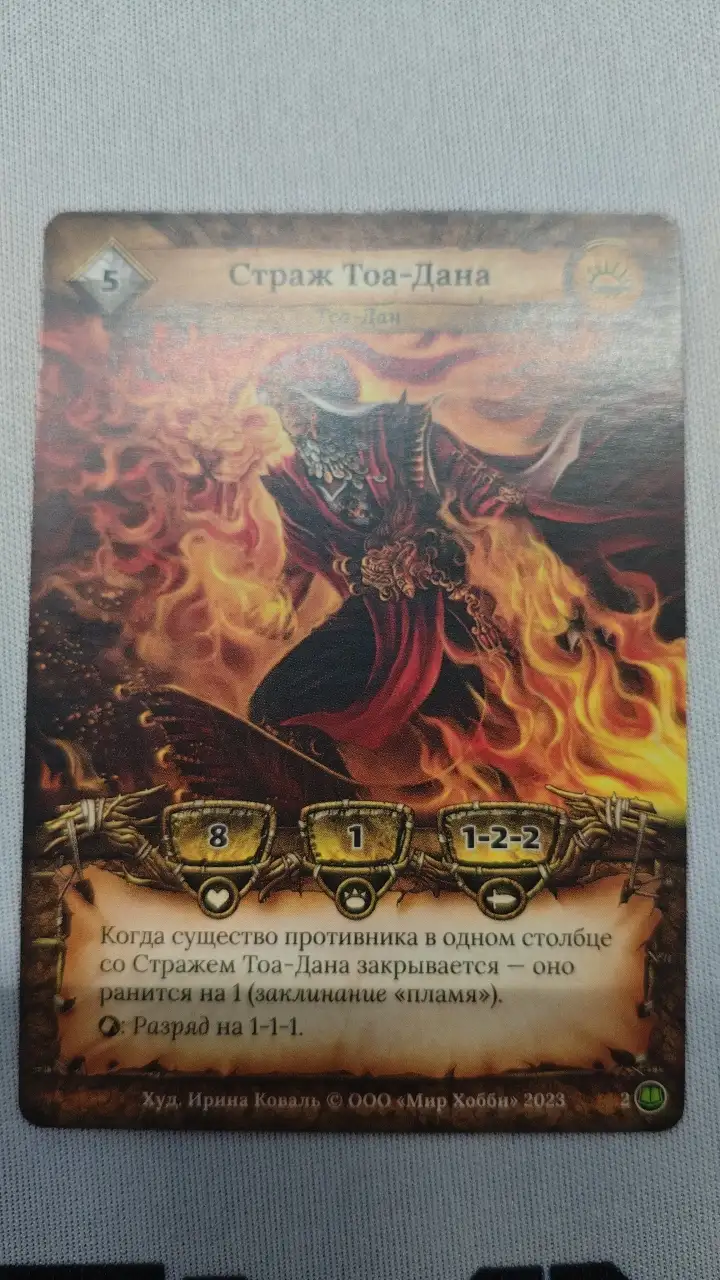 5
Страж Тоа-Дана
Тоа-Дан
8 1 1-2-2
Когда существо противника в одном столбце
со Стражем Тоа-Дана закрывается — оно
ранится на 1 (заклинание «пламя»).
: Разряд на 1-1-1.
Худ. Ирина Коваль © ООО «Мир Хобби» 2023 2